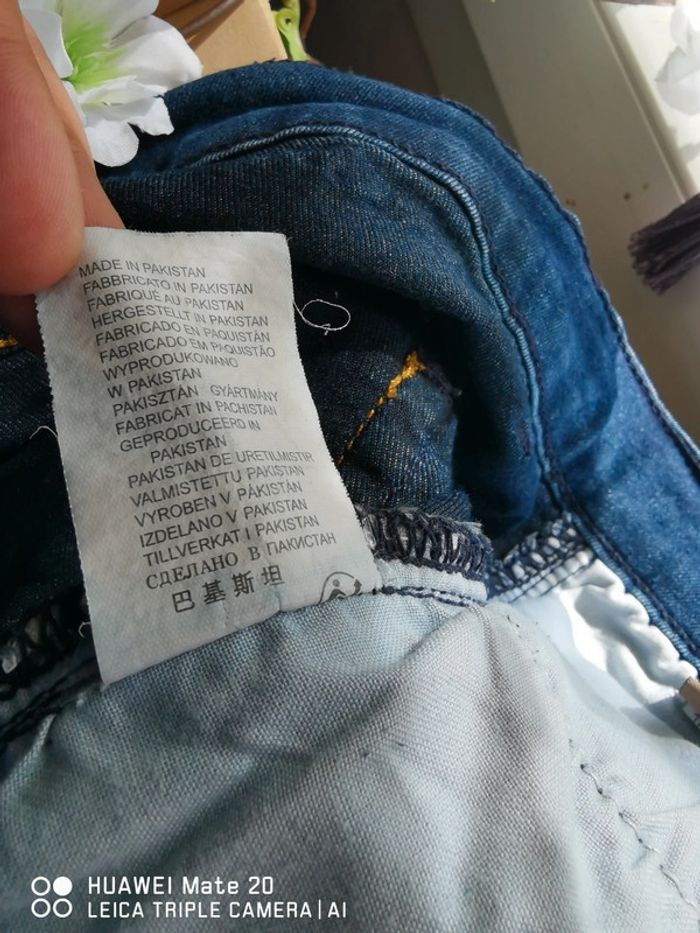 MADE IN PAKISTAN
FABBRICATO IN PAKISTAN
FABRIQUÉ AU PAKISTAN
HERGESTELLT IN PAKISTAN
FABRICADO EN PAQUISTÁN
FABRICADO EM PAQUISTÃO
WYPRODUKOWANO
W PAKISTAN
PAKISZTÁN GYÁRTMÁNY
FABRICAT IN PACHISTAN
GEPRODUCEERD IN
PAKISTAN
PAKISTAN DE URETILMISTIR
VALMISTETTU PAKISTAN
VYROBEN V PÁKISTÁN
IZDELANO V PAKISTAN
TILLVERKAT I PAKISTAN
СДЕЛАНО В ПАКИСТАН
巴基斯坦
HUAWEI Mate 20
LEICA TRIPLE CAMERA | AI